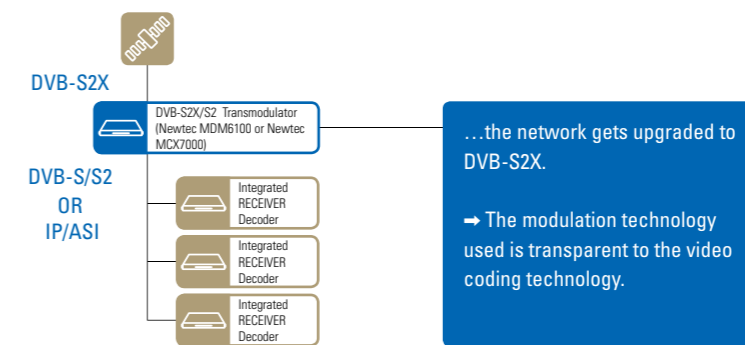 DVB-S2X
DVB-S2X/S2 Transmodulator
(Newtec MDM6100 or Newtec
MCX7000)
DVB-S/S2
OR
IP/ASI
Integrated
RECEIVER
Decoder
Integrated
RECEIVER
Decoder
Integrated
RECEIVER
Decoder
…the network gets upgraded to
DVB-S2X.
➞ The modulation technology
used is transparent to the video
coding technology.